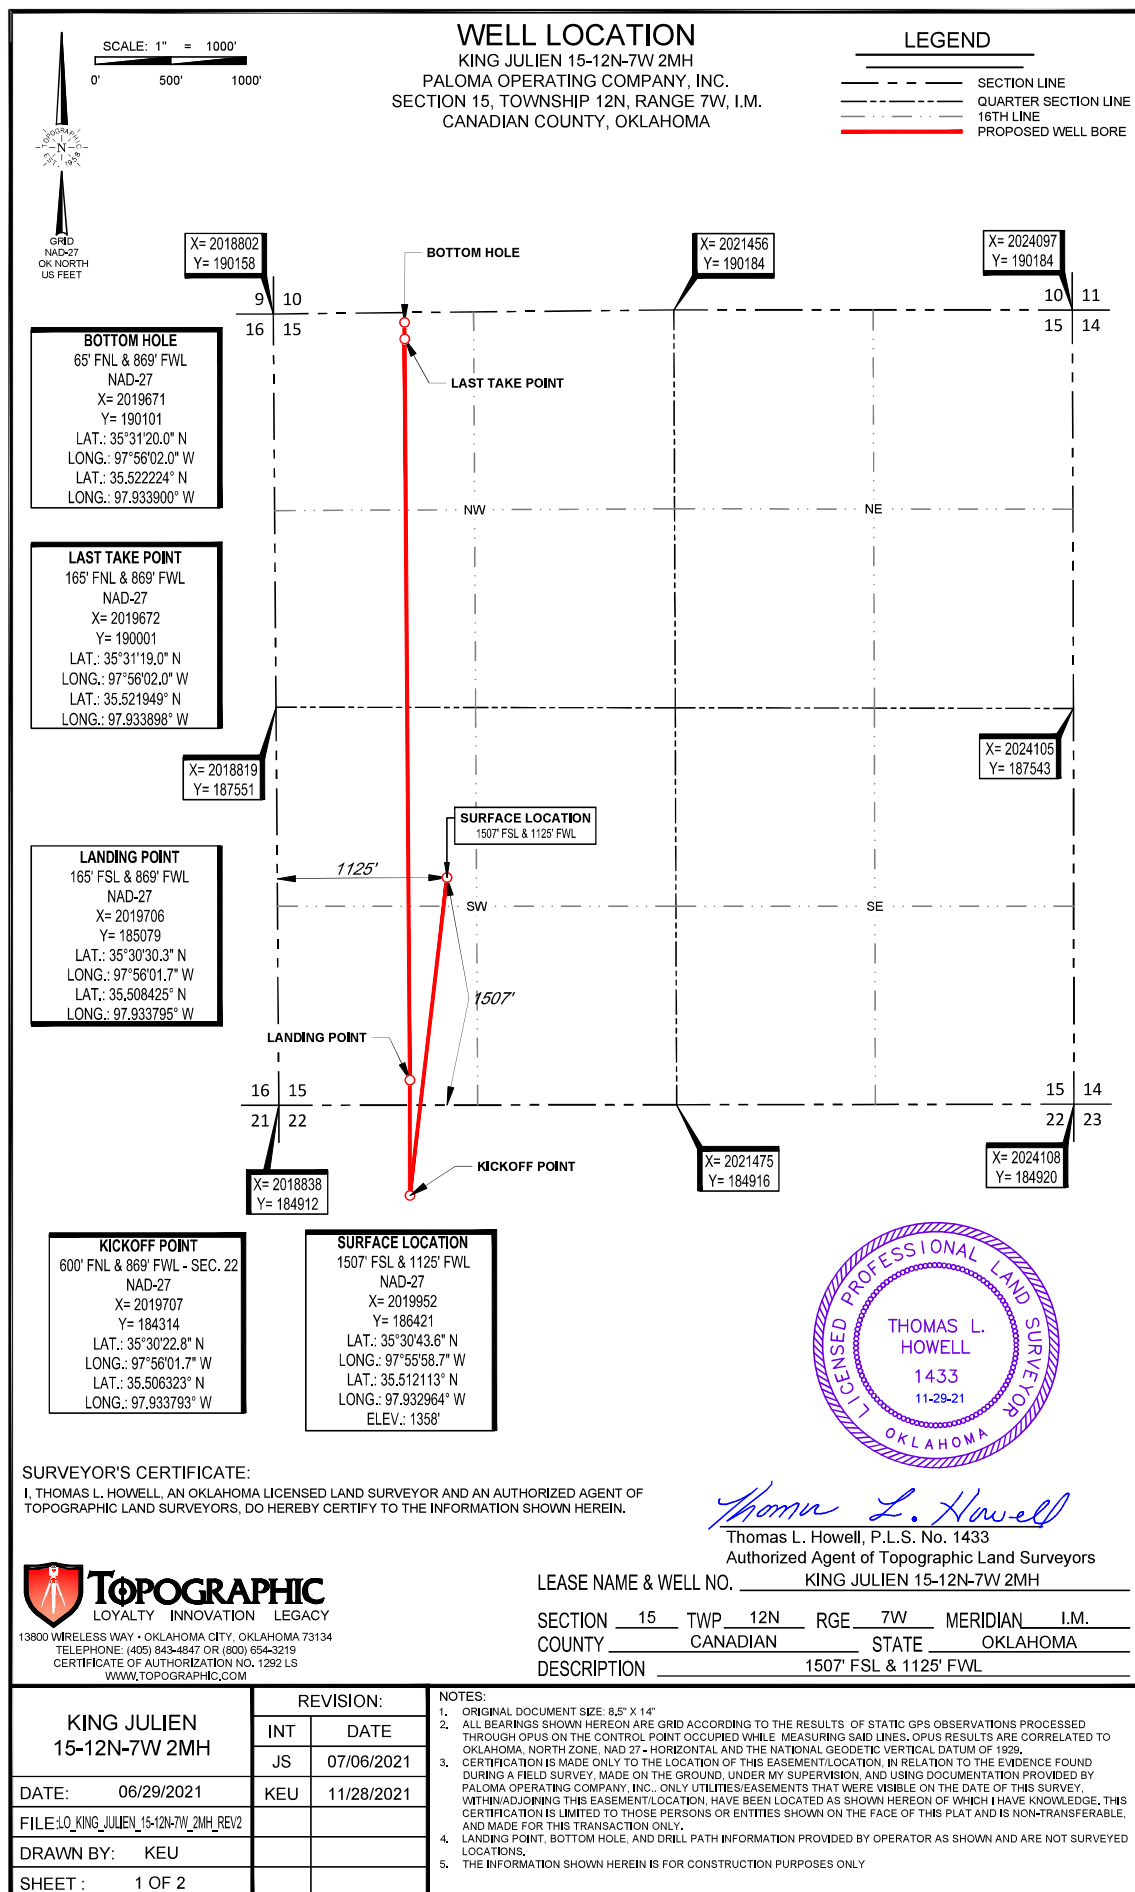 SCALE: 1" = 1000'
0' 500' 1000'
TOPOGRAPHIC
N
EST. 1958
GRID
NAD-27
OK NORTH
US FEET
WELL LOCATION
KING JULIEN 15-12N-7W 2MH
PALOMA OPERATING COMPANY, INC.
SECTION 15, TOWNSHIP 12N, RANGE 7W, I.M.
CANADIAN COUNTY, OKLAHOMA
LEGEND
SECTION LINE
QUARTER SECTION LINE
16TH LINE
PROPOSED WELL BORE
X= 2018802
Y= 190158
BOTTOM HOLE
X= 2021456
Y= 190184
X= 2024097
Y= 190184
9 10
16 15
10 11
15 14
BOTTOM HOLE
65' FNL & 869' FWL
NAD-27
X= 2019671
Y= 190101
LAT.: 35°31'20.0" N
LONG.: 97°56'02.0" W
LAT.: 35.522224° N
LONG.: 97.933900° W
LAST TAKE POINT
NW
NE
LAST TAKE POINT
165' FNL & 869' FWL
NAD-27
X= 2019672
Y= 190001
LAT.: 35°31'19.0" N
LONG.: 97°56'02.0" W
LAT.: 35.521949° N
LONG.: 97.933898° W
X= 2018819
Y= 187551
X= 2024105
Y= 187543
SURFACE LOCATION
1507' FSL & 1125' FWL
1125'
SW
SE
1507'
LANDING POINT
165' FSL & 869' FWL
NAD-27
X= 2019706
Y= 185079
LAT.: 35°30'30.3" N
LONG.: 97°56'01.7" W
LAT.: 35.508425° N
LONG.: 97.933795° W
LANDING POINT
16 15
21 22
15 14
22 23
KICKOFF POINT
X= 2018838
Y= 184912
X= 2021475
Y= 184916
X= 2024108
Y= 184920
KICKOFF POINT
600' FNL & 869' FWL - SEC. 22
NAD-27
X= 2019707
Y= 184314
LAT.: 35°30'22.8" N
LONG.: 97°56'01.7" W
LAT.: 35.506323° N
LONG.: 97.933793° W
SURFACE LOCATION
1507' FSL & 1125' FWL
NAD-27
X= 2019952
Y= 186421
LAT.: 35°30'43.6" N
LONG.: 97°55'58.7" W
LAT.: 35.512113° N
LONG.: 97.932964° W
ELEV.: 1358'
LICENSED PROFESSIONAL LAND SURVEYOR
THOMAS L.
HOWELL
1433
11-29-21
OKLAHOMA
SURVEYOR'S CERTIFICATE:
I, THOMAS L. HOWELL, AN OKLAHOMA LICENSED LAND SURVEYOR AND AN AUTHORIZED AGENT OF
TOPOGRAPHIC LAND SURVEYORS, DO HEREBY CERTIFY TO THE INFORMATION SHOWN HEREIN.
Thomas L. Howell
Thomas L. Howell, P.L.S. No. 1433
Authorized Agent of Topographic Land Surveyors
TOPOGRAPHIC
LOYALTY INNOVATION LEGACY
13800 WIRELESS WAY • OKLAHOMA CITY, OKLAHOMA 73134
TELEPHONE: (405) 843-4847 OR (800) 654-3219
CERTIFICATE OF AUTHORIZATION NO. 1292 LS
WWW.TOPOGRAPHIC.COM
LEASE NAME & WELL NO. KING JULIEN 15-12N-7W 2MH
SECTION 15 TWP 12N RGE 7W MERIDIAN I.M.
COUNTY CANADIAN STATE OKLAHOMA
DESCRIPTION 1507' FSL & 1125' FWL
KING JULIEN
15-12N-7W 2MH
DATE: 06/29/2021
FILE:LO_KING_JULIEN_15-12N-7W_2MH_REV2
DRAWN BY: KEU
SHEET : 1 OF 2
REVISION:
INT DATE
JS 07/06/2021
KEU 11/28/2021
NOTES:
1. ORIGINAL DOCUMENT SIZE: 8.5" X 14"
2. ALL BEARINGS SHOWN HEREON ARE GRID ACCORDING TO THE RESULTS OF STATIC GPS OBSERVATIONS PROCESSED
THROUGH OPUS ON THE CONTROL POINT OCCUPIED WHILE MEASURING SAID LINES. OPUS RESULTS ARE CORRELATED TO
OKLAHOMA, NORTH ZONE, NAD 27 - HORIZONTAL AND THE NATIONAL GEODETIC VERTICAL DATUM OF 1929.
3. CERTIFICATION IS MADE ONLY TO THE LOCATION OF THIS EASEMENT/LOCATION, IN RELATION TO THE EVIDENCE FOUND
DURING A FIELD SURVEY, MADE ON THE GROUND, UNDER MY SUPERVISION, AND USING DOCUMENTATION PROVIDED BY
PALOMA OPERATING COMPANY, INC.. ONLY UTILITIES/EASEMENTS THAT WERE VISIBLE ON THE DATE OF THIS SURVEY,
WITHIN/ADJOINING THIS EASEMENT/LOCATION, HAVE BEEN LOCATED AS SHOWN HEREON OF WHICH I HAVE KNOWLEDGE. THIS
CERTIFICATION IS LIMITED TO THOSE PERSONS OR ENTITIES SHOWN ON THE FACE OF THIS PLAT AND IS NON-TRANSFERABLE,
AND MADE FOR THIS TRANSACTION ONLY.
4. LANDING POINT, BOTTOM HOLE, AND DRILL PATH INFORMATION PROVIDED BY OPERATOR AS SHOWN AND ARE NOT SURVEYED
LOCATIONS.
5. THE INFORMATION SHOWN HEREIN IS FOR CONSTRUCTION PURPOSES ONLY